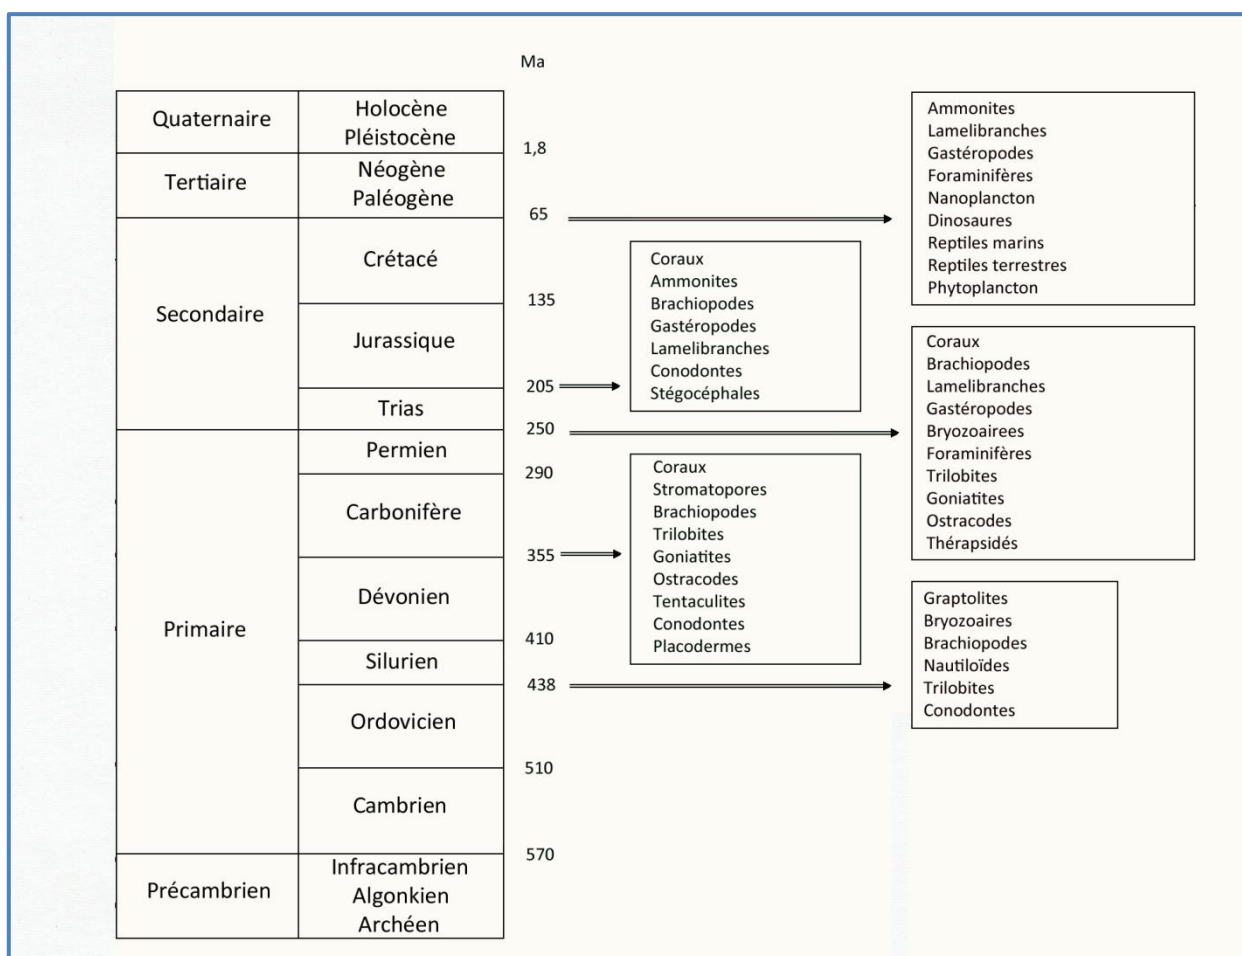 Ma
Quaternaire
Holocène
Pléistocène
1,8
Tertiaire
Néogène
Paléogène
65
Secondaire
Crétacé
135
Jurassique
205
Trias
250
Primaire
Permien
290
Carbonifère
355
Dévonien
410
Silurien
438
Ordovicien
510
Cambrien
570
Précambrien
Infracambrien
Algonkien
Archéen
Coraux
Ammonites
Brachiopodes
Gastéropodes
Lamelibranches
Conodontes
Stégocéphales
Coraux
Stromatopores
Brachiopodes
Trilobites
Goniatites
Ostracodes
Tentaculites
Conodontes
Placodermes
Ammonites
Lamelibranches
Gastéropodes
Foraminifères
Nanoplancton
Dinosaures
Reptiles marins
Reptiles terrestres
Phytoplancton
Coraux
Brachiopodes
Lamelibranches
Gastéropodes
Bryozoairees
Foraminifères
Trilobites
Goniatites
Ostracodes
Thérapsidés
Graptolites
Bryozoaires
Brachiopodes
Nautiloïdes
Trilobites
Conodontes